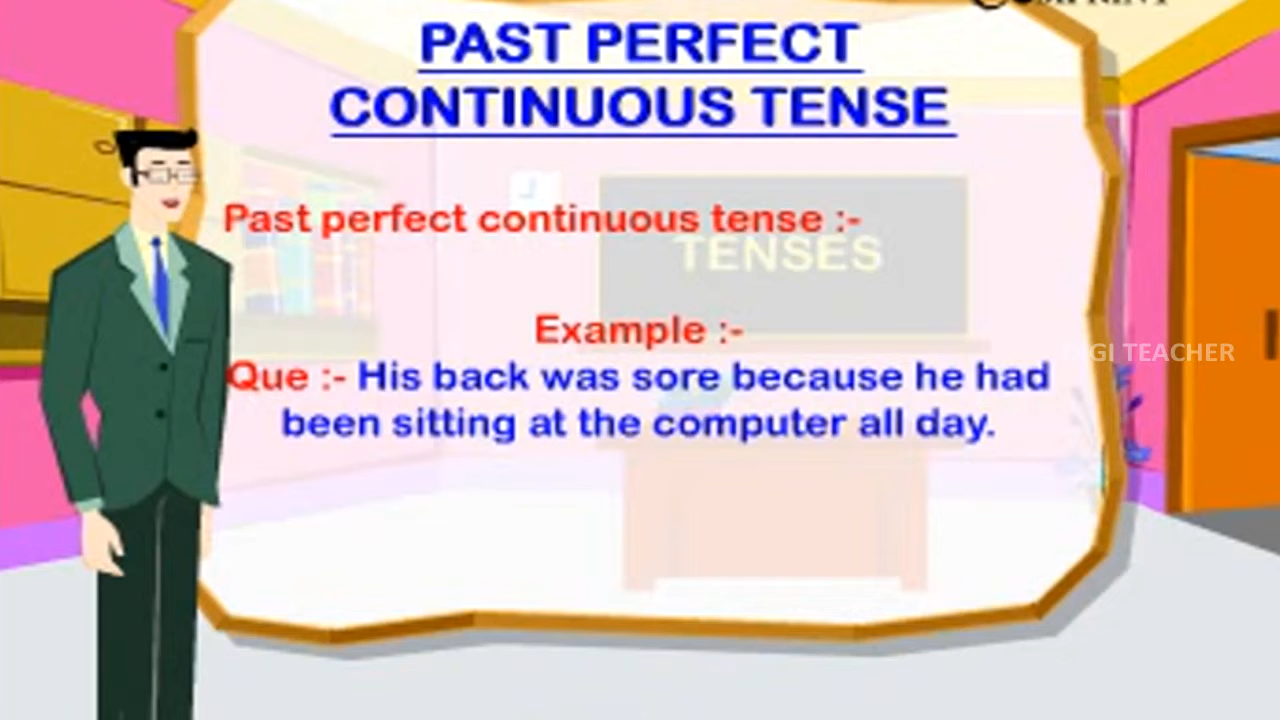 PAST PERFECT
CONTINUOUS TENSE
Past perfect continuous tense :-
TENSES
Example :-
Que :- His back was sore because he had
been sitting at the computer all day.
TEACHER